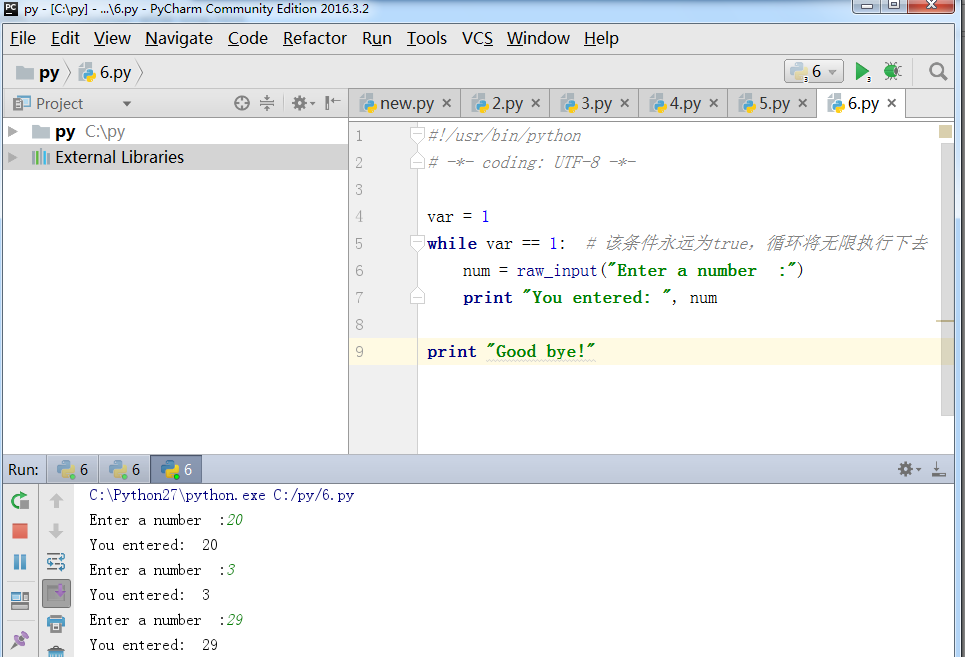 py - [C:\py] - ...\6.py - PyCharm Community Edition 2016.3.2
File Edit View Navigate Code Refactor Run Tools VCS Window Help
py 6.py 6
Project new.py 2.py 3.py 4.py 5.py 6.py
py C:\py
External Libraries
1 #!/usr/bin/python
2 # -*- coding: UTF-8 -*-
3
4 var = 1
5 while var == 1:  # 该条件永远为true，循环将无限执行下去
6 num = raw_input("Enter a number  :")
7 print "You entered: ", num
8
9 print "Good bye!"
Run: 6 6 6
C:\Python27\python.exe C:/py/6.py
Enter a number  :20
You entered:  20
Enter a number  :3
You entered:  3
Enter a number  :29
You entered:  29